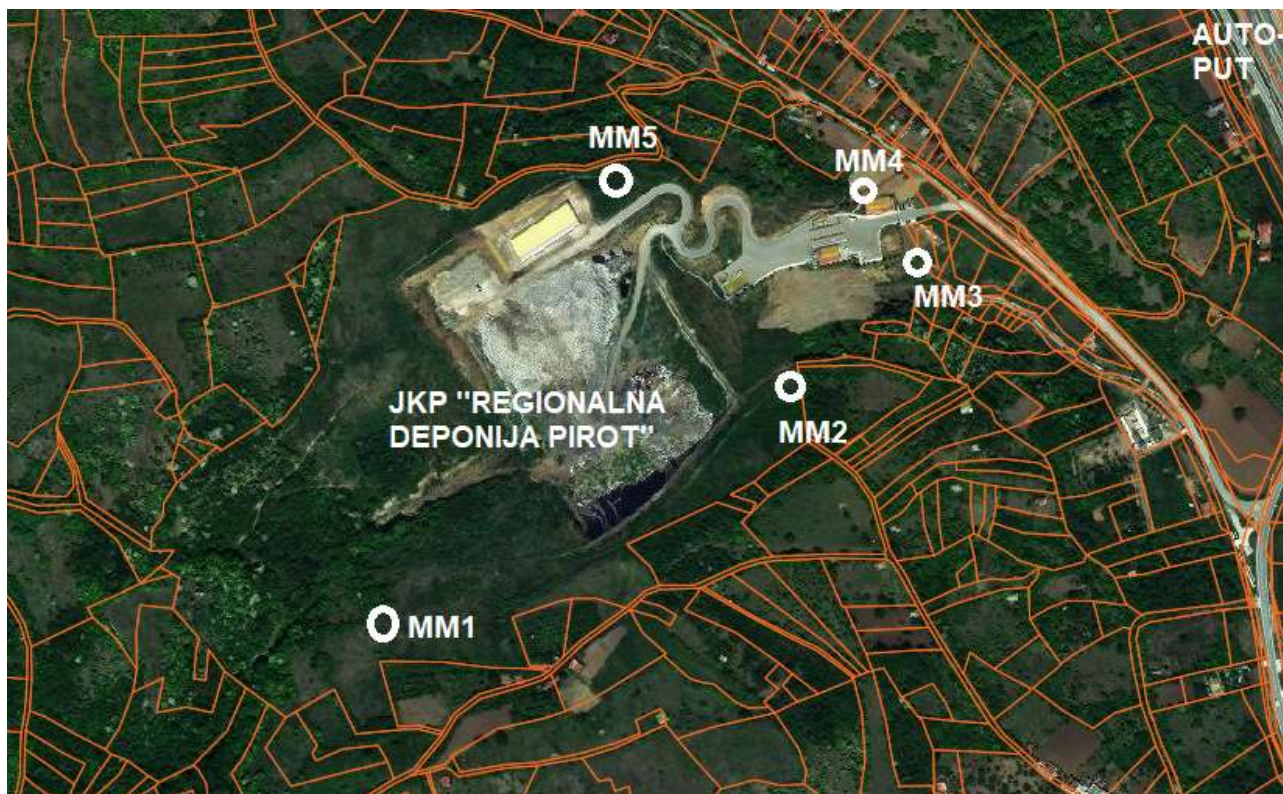 AUTO-
PUT
MM5
MM4
MM3
MM2
JKP "REGIONALNA
DEPONIJA PIROT"
MM1